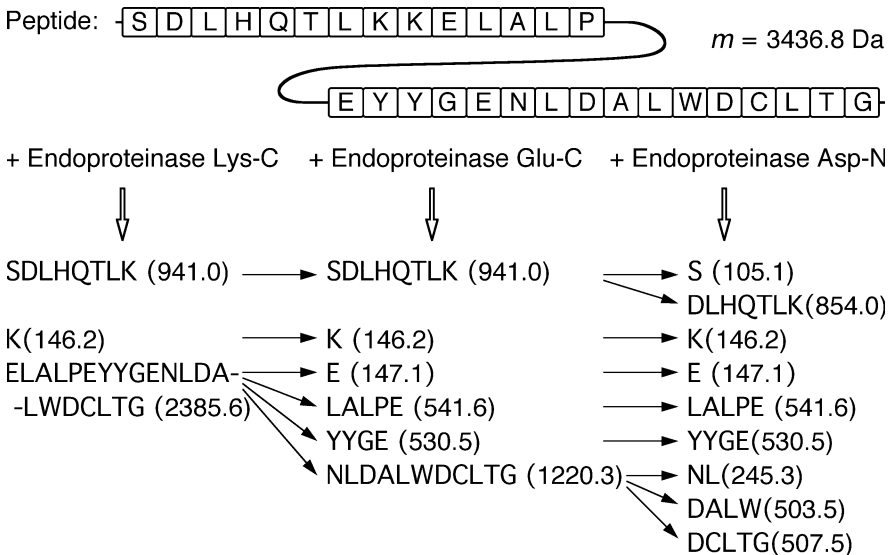 Peptide: S D L H Q T L K K E L A L P
m = 3436.8 Da
E Y Y G E N L D A L W D C L T G
+ Endoproteinase Lys-C + Endoproteinase Glu-C + Endoproteinase Asp-N
SDLHQTLK (941.0) SDLHQTLK (941.0) S (105.1)
DLHQTLK(854.0)
K(146.2) K (146.2) K(146.2)
ELALPEYYGENLDA- E (147.1) E (147.1)
-LWDCLTG (2385.6) LALPE (541.6) LALPE (541.6)
YYGE (530.5) YYGE(530.5)
NLDALWDCLTG (1220.3) NL(245.3)
DALW(503.5)
DCLTG(507.5)